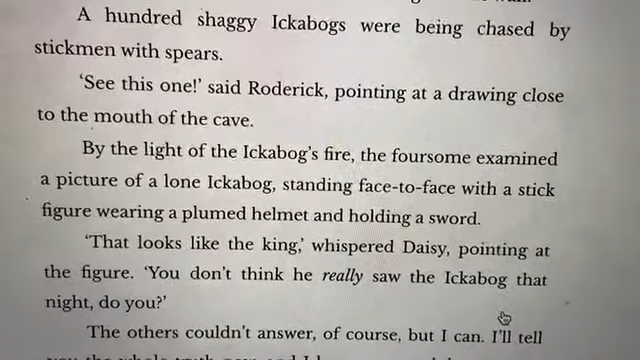 A hundred shaggy Ickabogs were being chased by
stickmen with spears.
‘See this one!’ said Roderick, pointing at a drawing close
to the mouth of the cave.
By the light of the Ickabog’s fire, the foursome examined
a picture of a lone Ickabog, standing face-to-face with a stick
figure wearing a plumed helmet and holding a sword.
‘That looks like the king,’ whispered Daisy, pointing at
the figure. ‘You don’t think he really saw the Ickabog that
night, do you?’
The others couldn’t answer, of course, but I can. I’ll tell